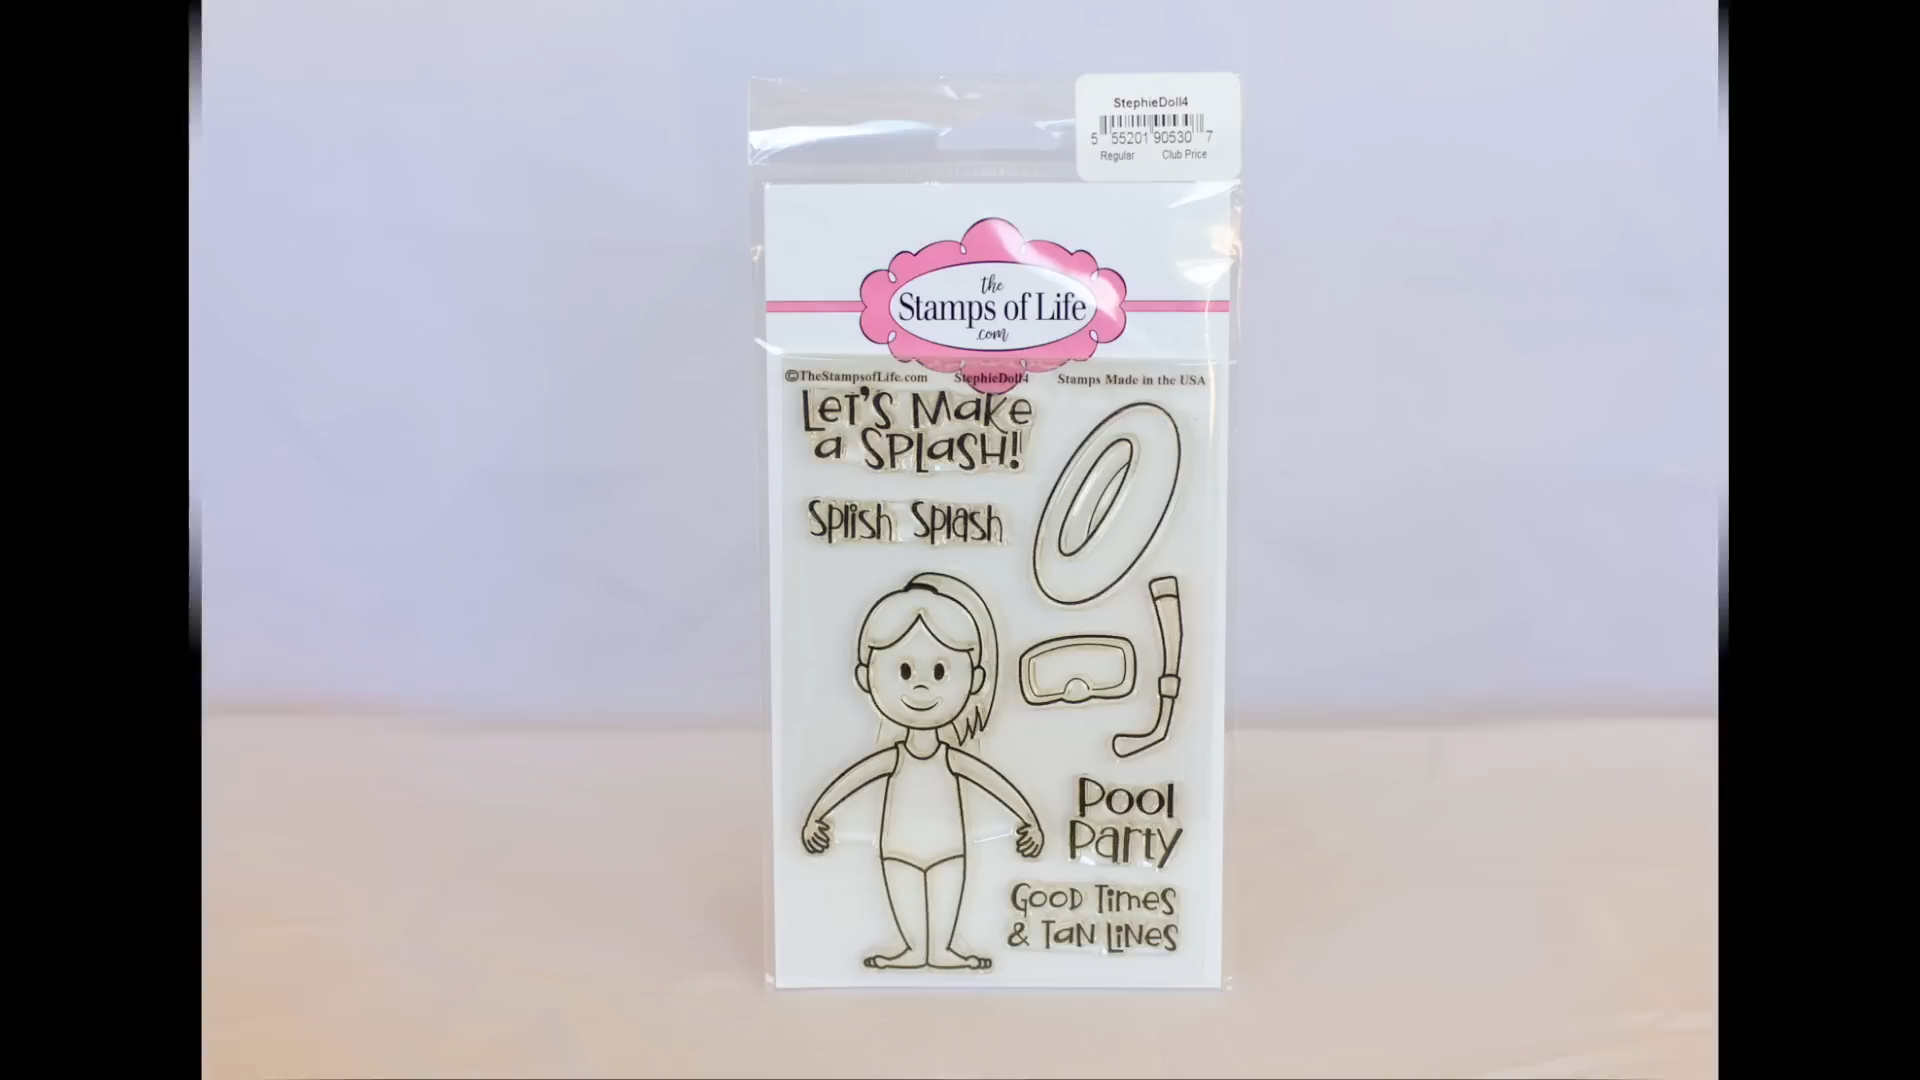 StephieDoll4
5 55201 90530 7
Regular Club Price
the
Stamps of Life
.com
©TheStampsofLife.com StephieDoll4 Stamps Made in the USA
Let's Make
a Splash!
Splish Splash
Pool
Party
Good Times
& Tan Lines